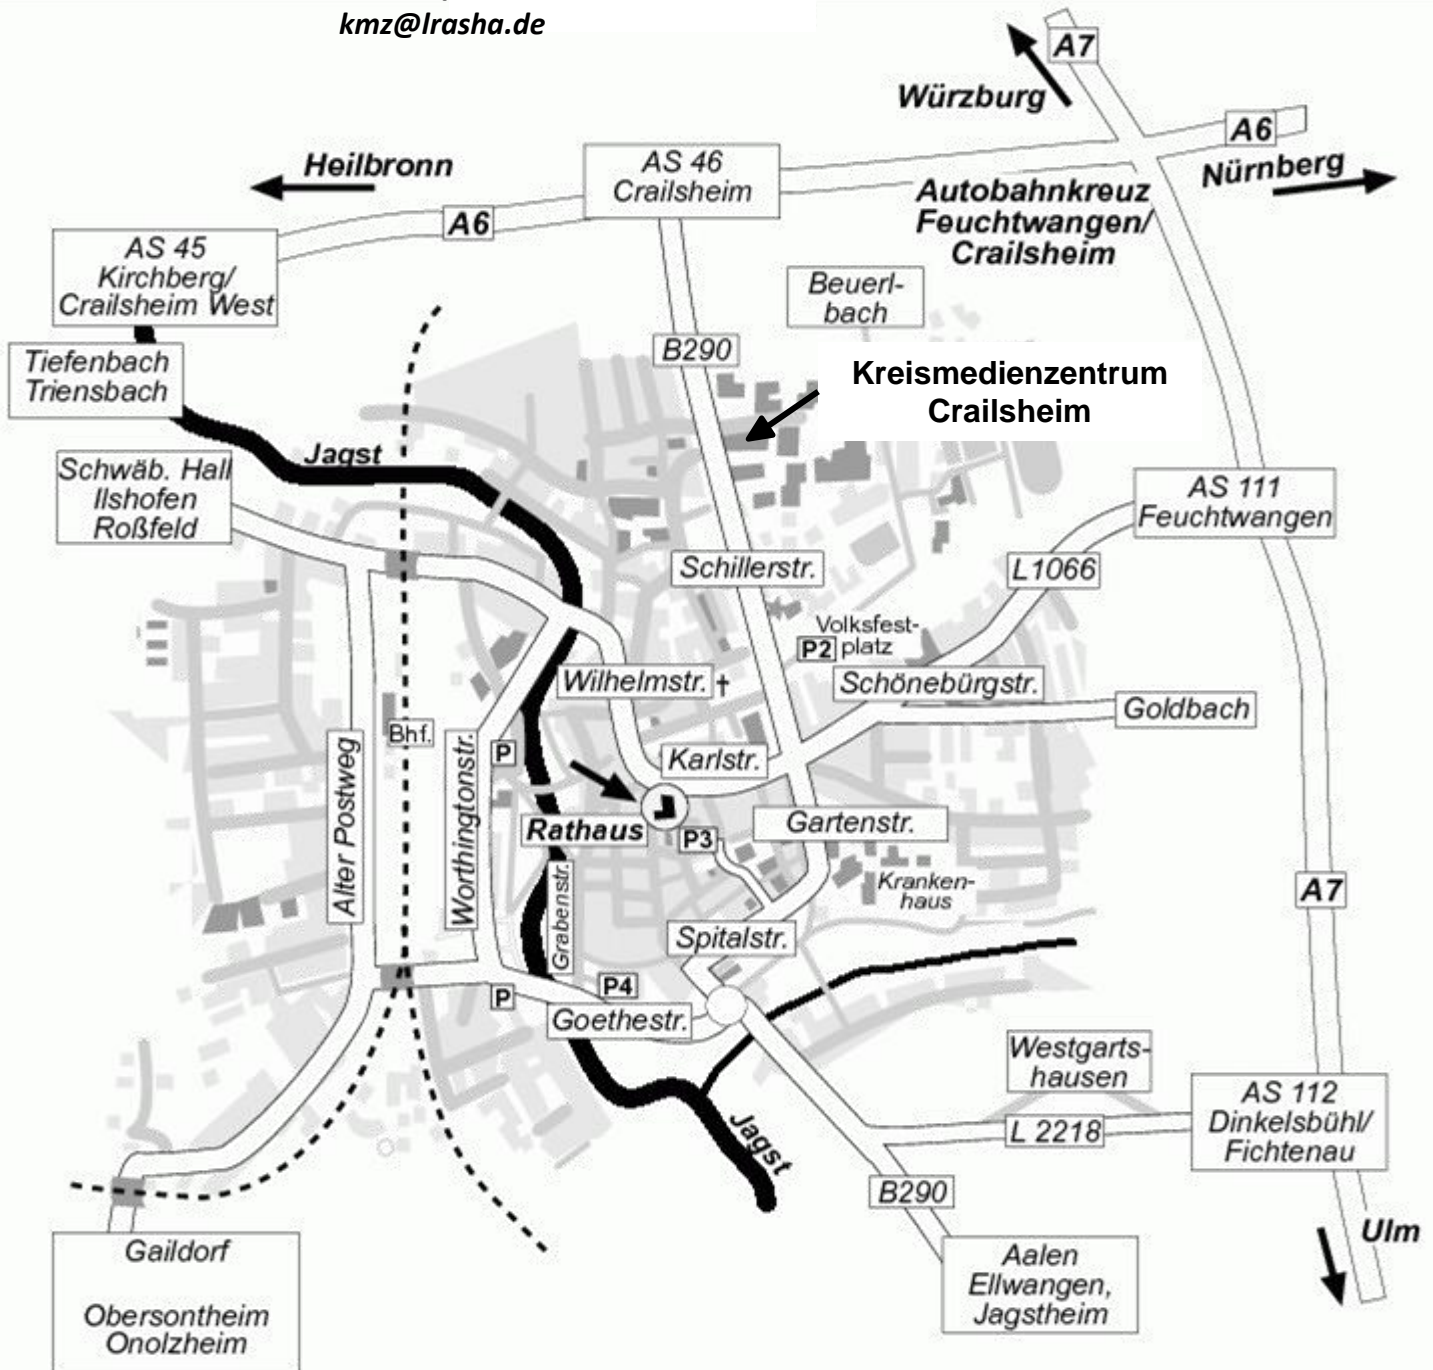 kmz@lrasha.de
A7
Würzburg
A6
Nürnberg
Heilbronn
AS 46
Crailsheim
Autobahnkreuz
Feuchtwangen/
Crailsheim
A6
AS 45
Kirchberg/
Crailsheim West
Beuerl-
bach
B290
Tiefenbach
Triensbach
Kreismedienzentrum
Crailsheim
Jagst
Schwäb. Hall
Ilshofen
Roßfeld
AS 111
Feuchtwangen
Schillerstr.
L1066
Volksfest-
P2 platz
Wilhelmstr.
Schönebürgstr.
Goldbach
Bhf.
P
Karlstr.
Alter Postweg
Worthingtonstr.
Rathaus
P3
Gartenstr.
Kranken-
haus
A7
Grabenstr.
Spitalstr.
P
P4
Goethestr.
Westgarts-
hausen
AS 112
Dinkelsbühl/
Fichtenau
L 2218
Jagst
B290
Ulm
Gaildorf
Obersontheim
Onolzheim
Aalen
Ellwangen,
Jagstheim